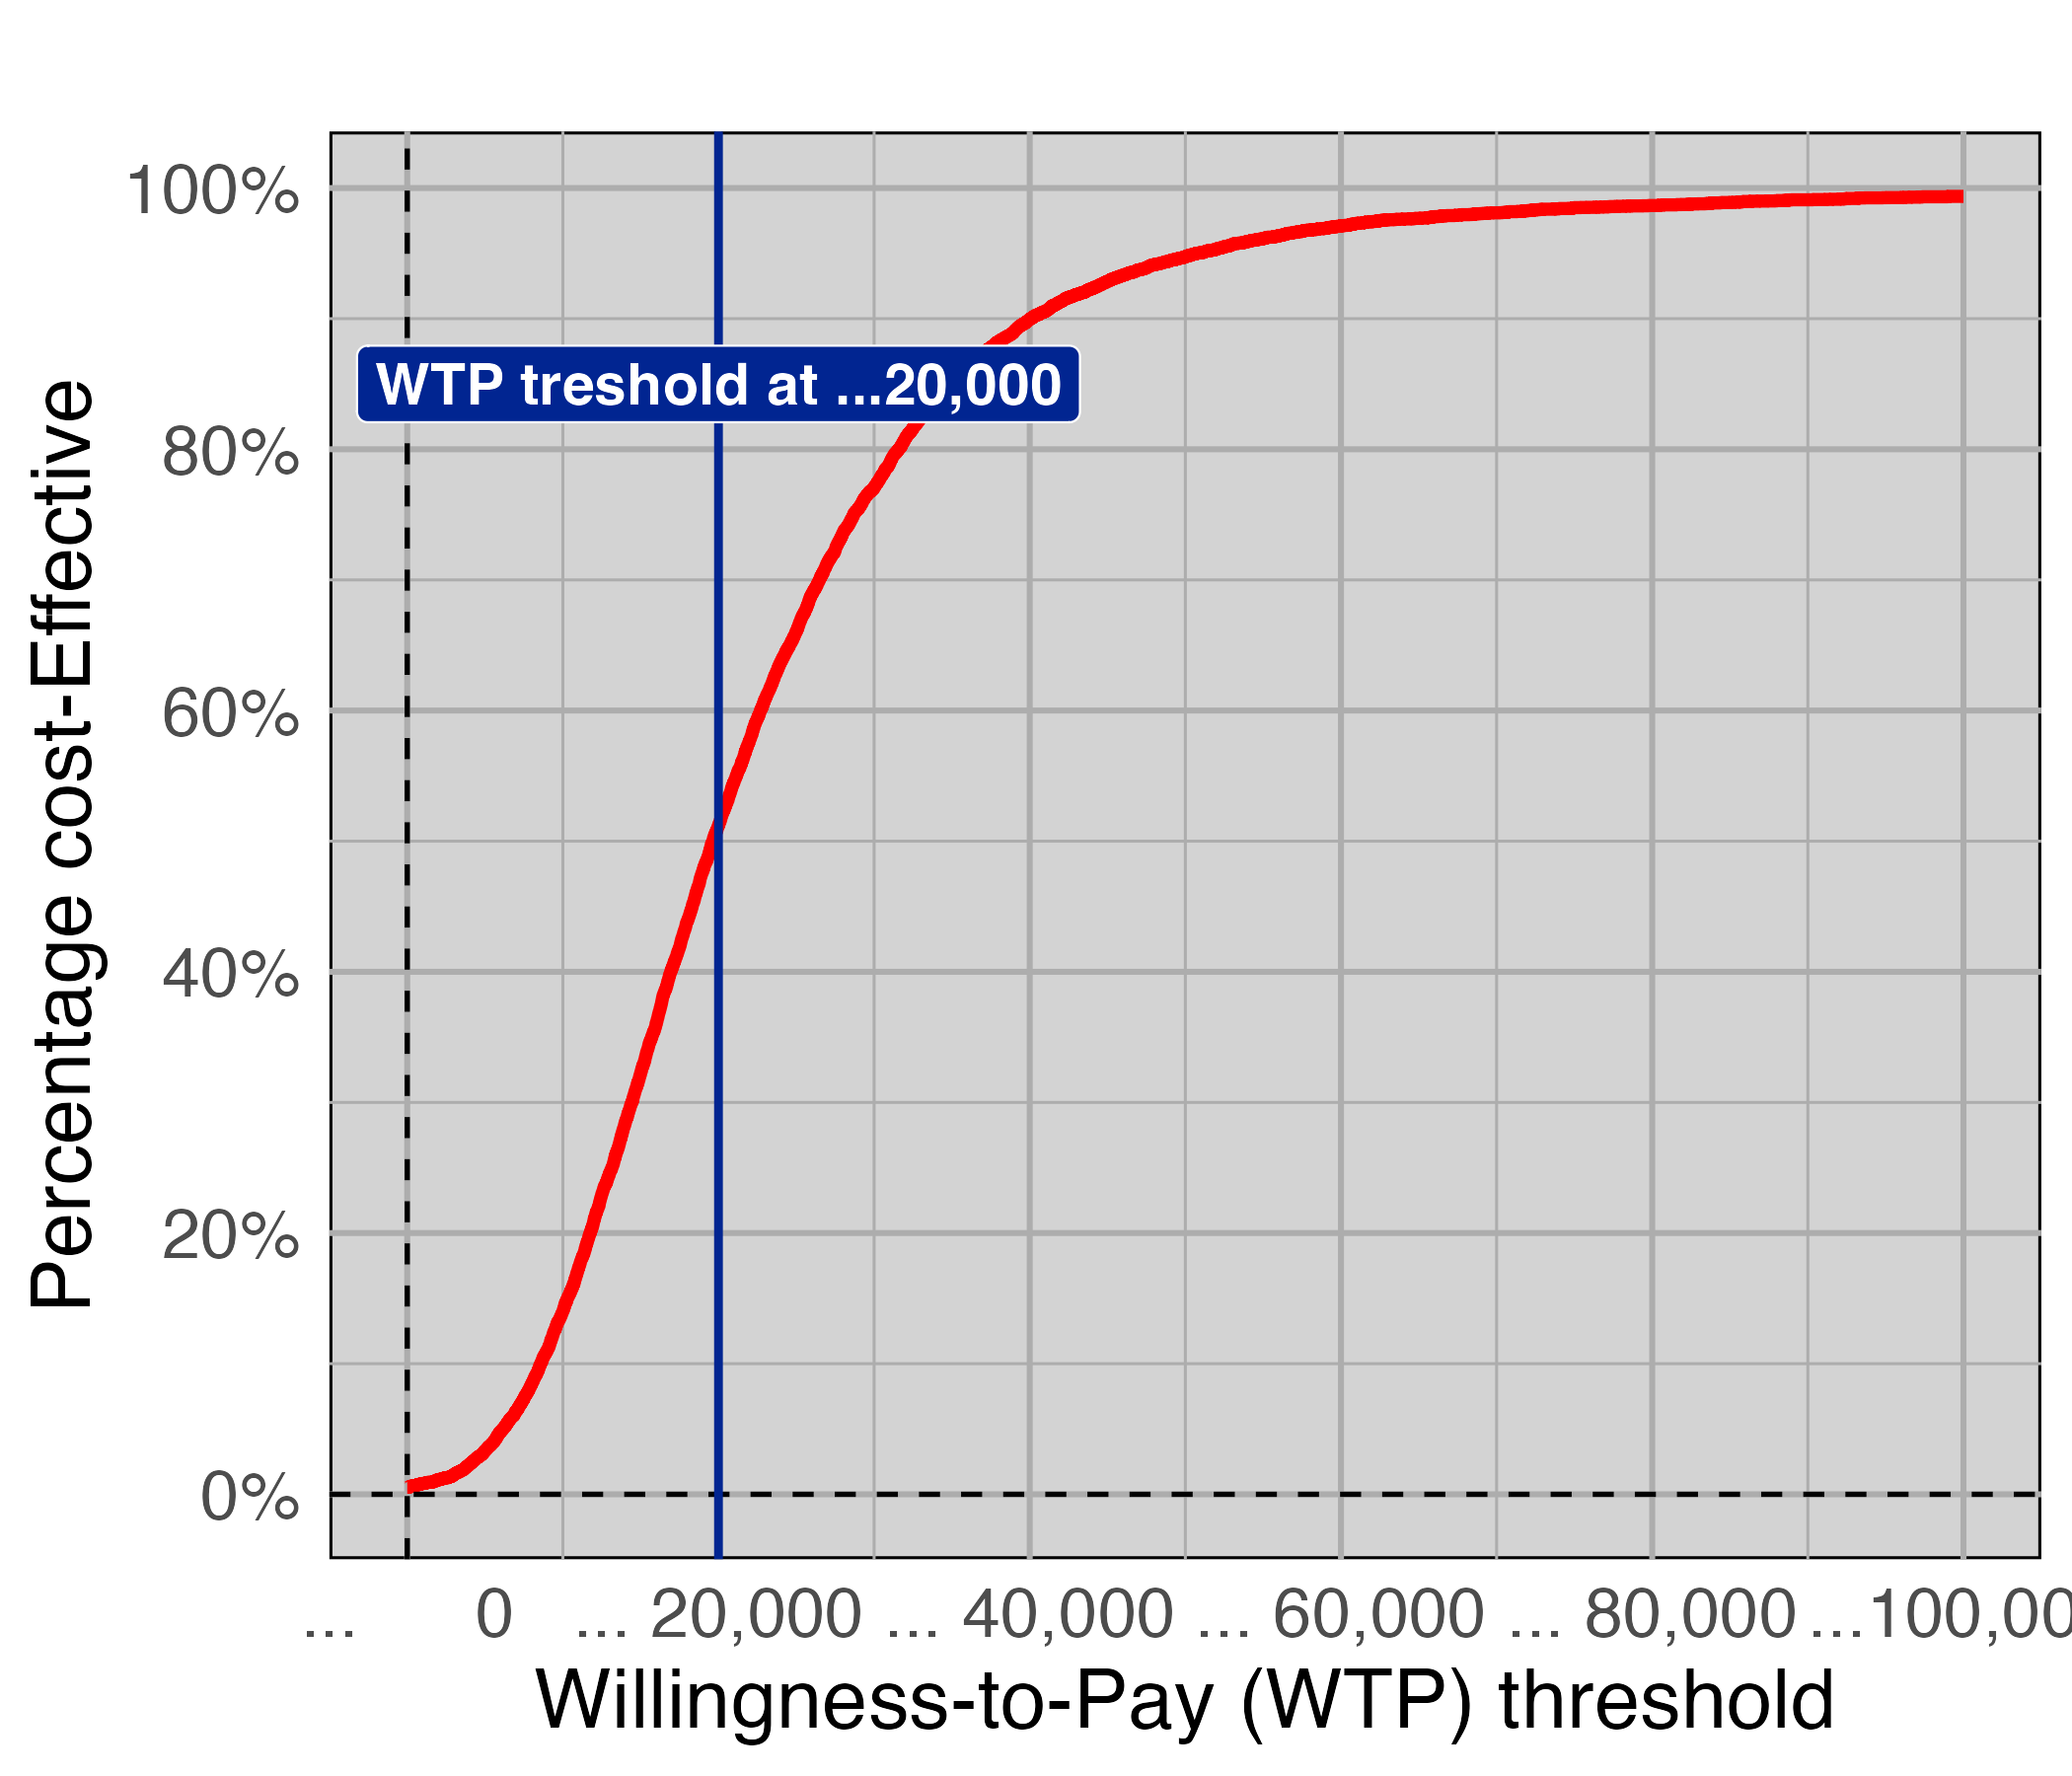 100%
WTP treshold at ...20,000
80%
60%
40%
20%
0%
Percentage cost-Effective
... 0 ... 20,000 ... 40,000 ... 60,000 ... 80,000 ...100,00
Willingness-to-Pay (WTP) threshold